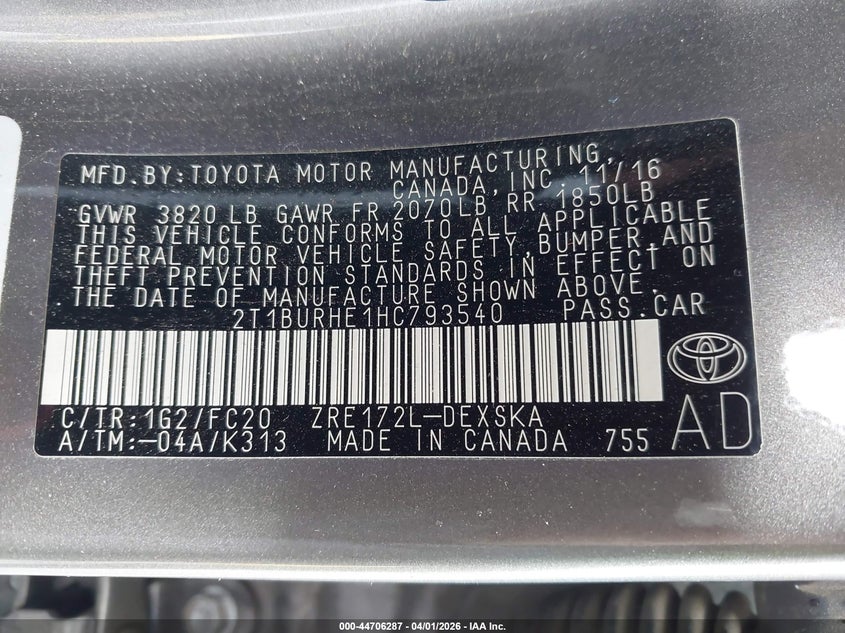 MFD.BY:TOYOTA MOTOR MANUFACTURING,
CANADA,INC. 11/16
GVWR 3820 LB GAWR FR 2070LB RR 1850LB
THIS VEHICLE CONFORMS TO ALL APPLICABLE
FEDERAL MOTOR VEHICLE SAFETY,BUMPER,AND
THEFT PREVENTION STANDARDS IN EFFECT ON
THE DATE OF MANUFACTURE SHOWN ABOVE.
2T1BURHE1HC793540 PASS.CAR
C/TR:1G2/FC20 ZRE172L-DEXSKA
A/TM:-04A/K313 MADE IN CANADA 755 AD
000-44706287 - 04/01/2026 - IAA Inc.